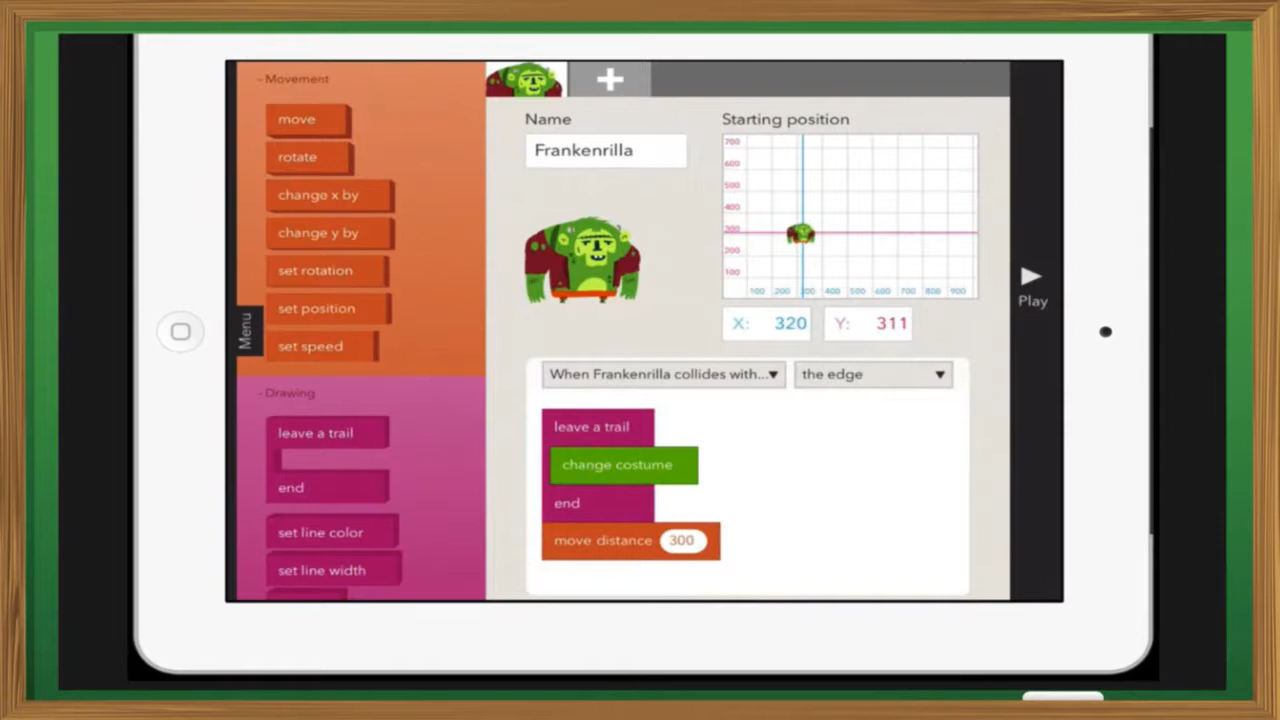 - Movement
move
rotate
change x by
change y by
set rotation
set position
set speed
Menu
- Drawing
leave a trail
end
set line color
set line width
Name
Frankenrilla
Starting position
700
600
500
400
300
200
100
100 200 300 400 500 600 700 800 900
X: 320 Y: 311
When Frankenrilla collides with... the edge
leave a trail
change costume
end
move distance 300
Play